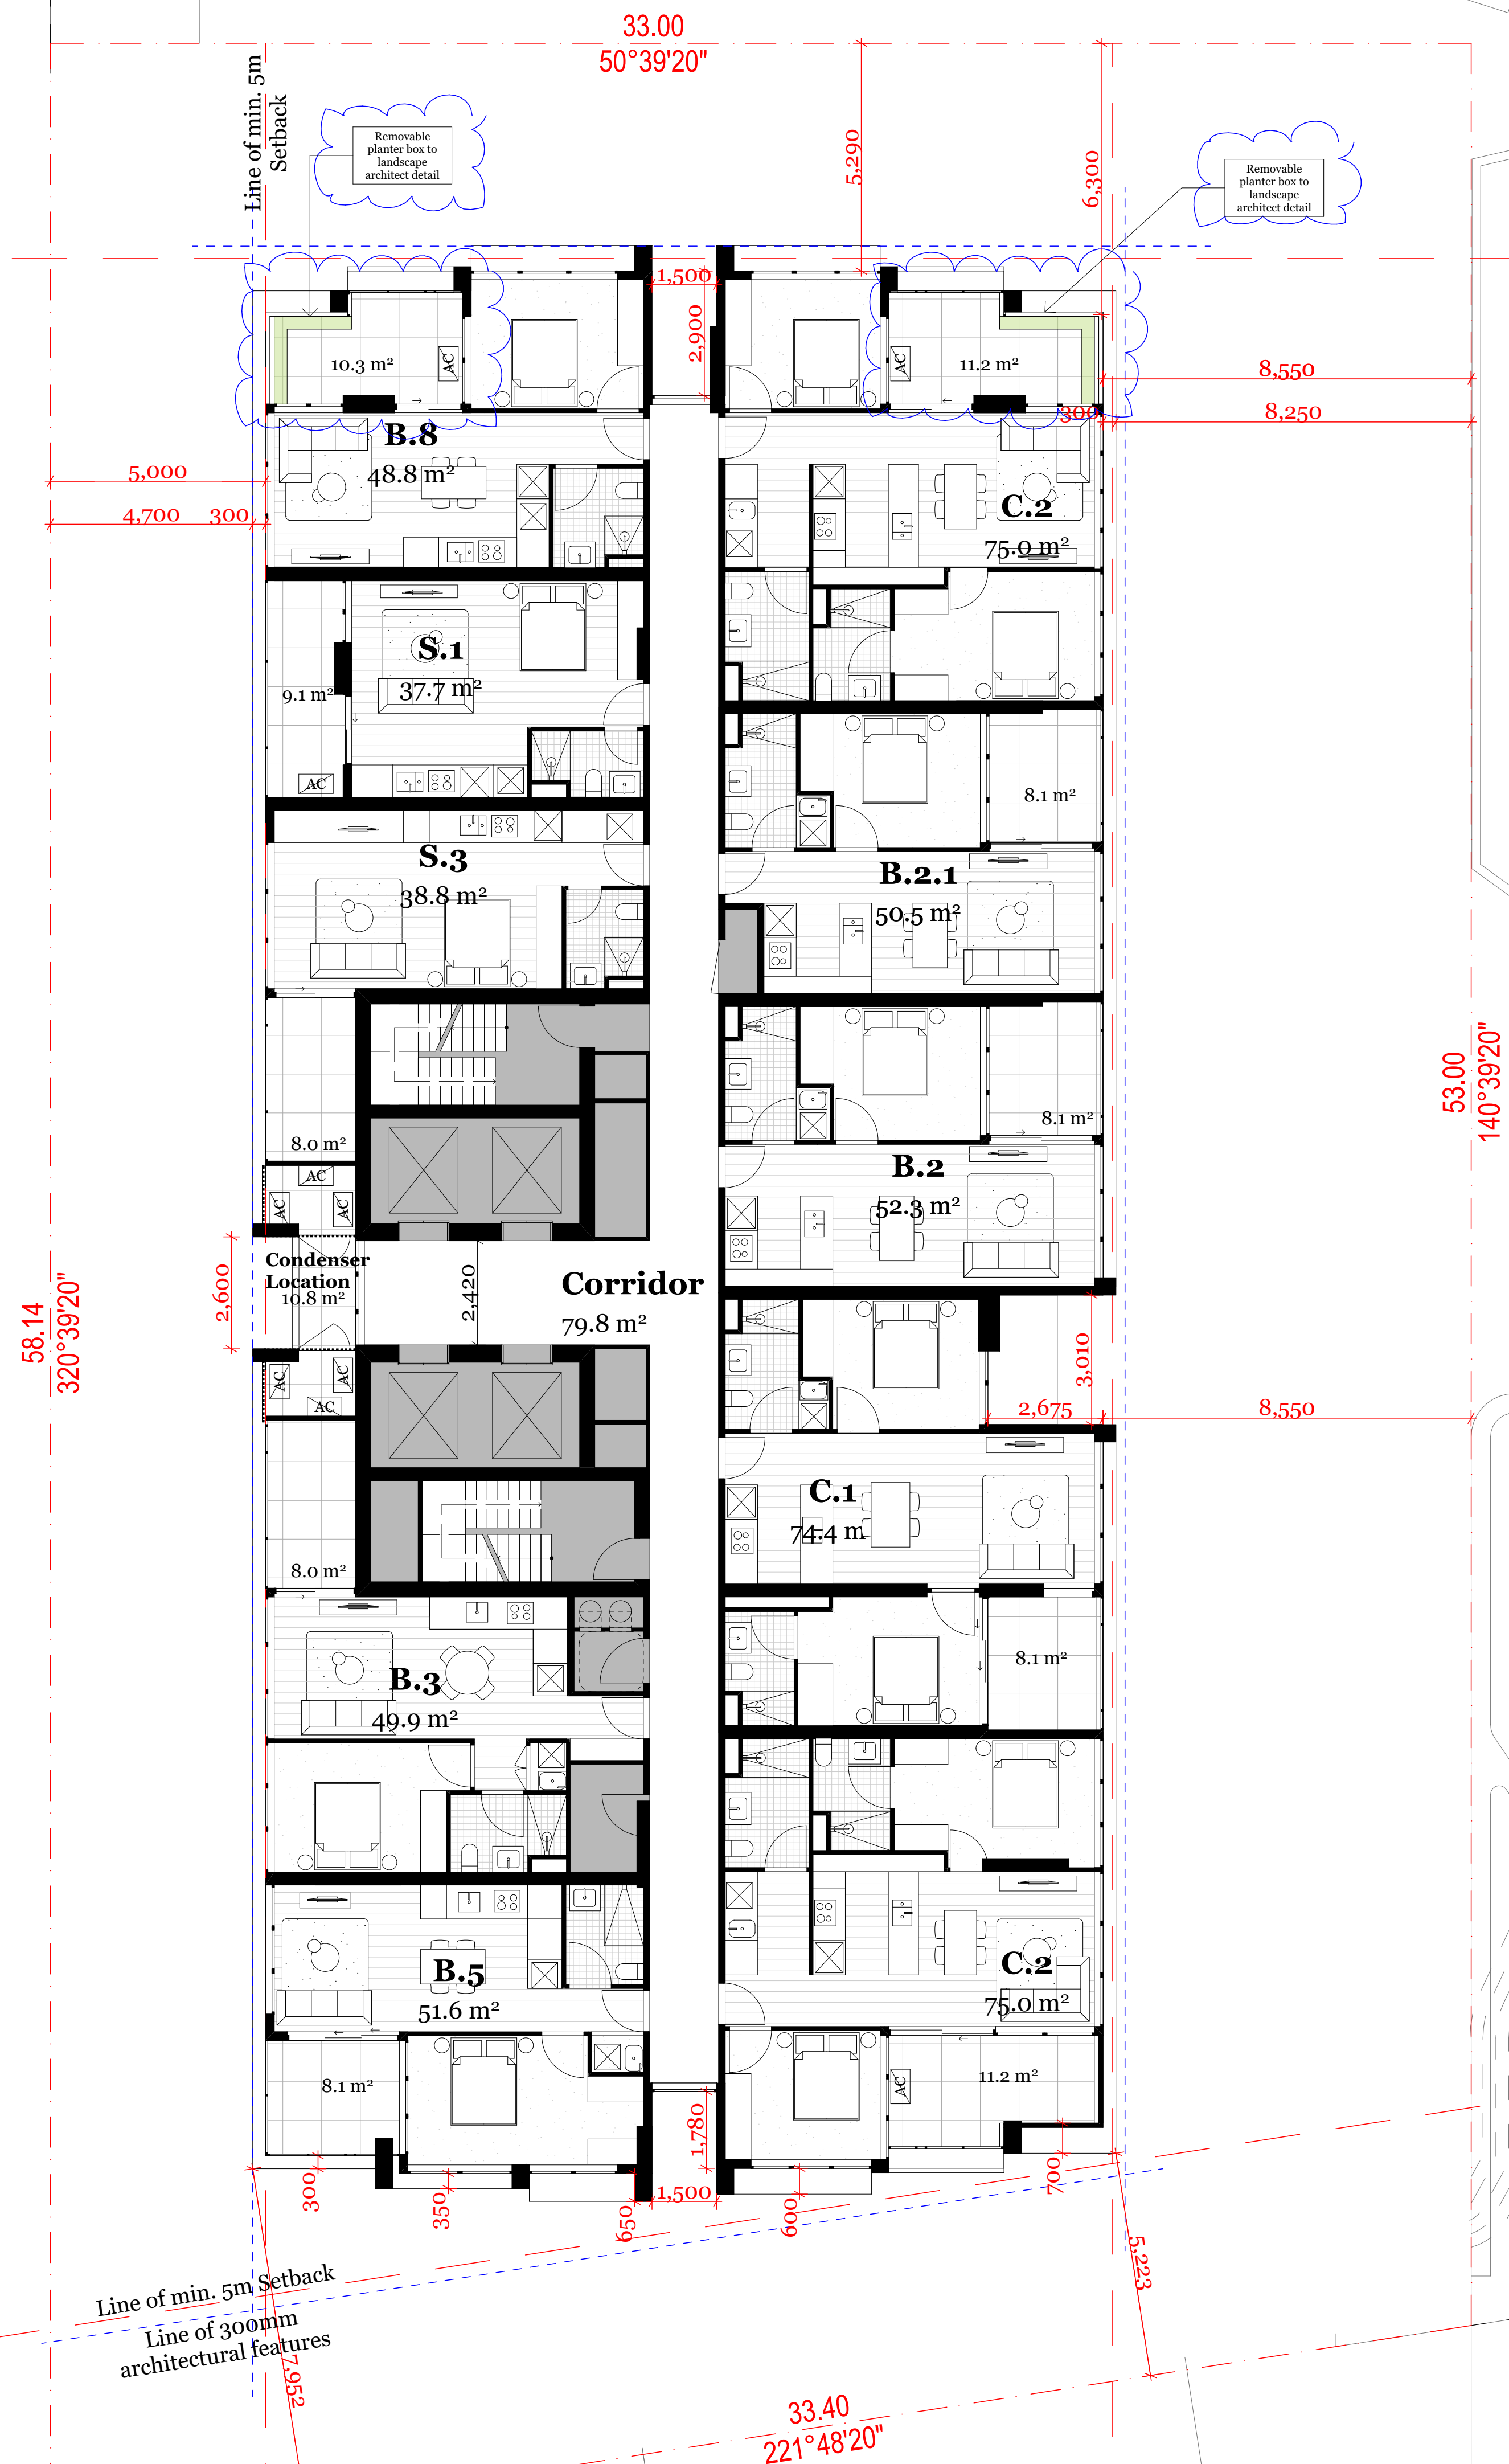 33.00
50°39'20"
Line of min. 5m
Setback
Removable
planter box to
landscape
architect detail
5,290
6,300
Removable
planter box to
landscape
architect detail
1,500
2,900
10.3 m²
AC
AC
11.2 m²
8,550
300
8,250
B.8
48.8 m²
5,000
4,700
300
C.2
75.0 m²
S.1
37.7 m²
9.1 m²
AC
8.1 m²
S.3
38.8 m²
B.2.1
50.5 m²
53.00
140°39'20"
8.0 m²
8.1 m²
AC
AC
AC
B.2
52.3 m²
Condenser
Location
10.8 m²
2,600
2,420
Corridor
79.8 m²
58.14
320°39'20"
3,010
AC
AC
AC
2,675
8,550
C.1
74.4 m
8.0 m²
8.1 m²
B.3
49.9 m²
B.5
51.6 m²
C.2
75.0 m²
8.1 m²
AC
11.2 m²
1,780
300
350
650
1,500
600
700
5,223
Line of min. 5m Setback
Line of 300mm
architectural features
7,952
33.40
221°48'20"